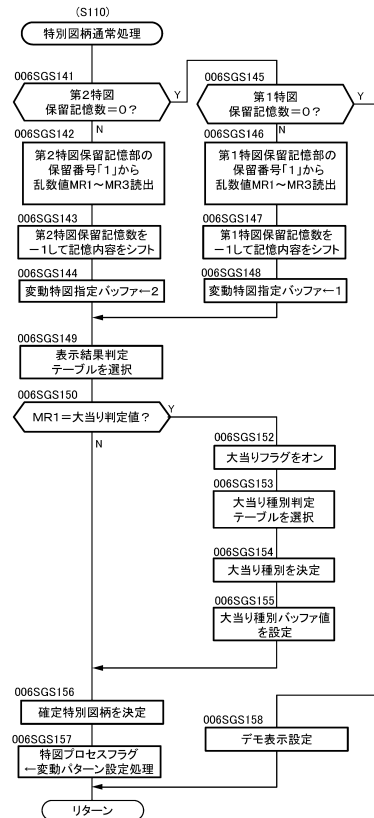 (S110)
特別図柄通常処理
006SGS141
第2特図
保留記憶数=0?
Y
N
006SGS142
第2特図保留記憶部の
保留番号「1」から
乱数値MR1~MR3読出
006SGS143
第2特図保留記憶数を
-1して記憶内容をシフト
006SGS144
変動特図指定バッファ←2
006SGS145
第1特図
保留記憶数=0?
Y
N
006SGS146
第1特図保留記憶部の
保留番号「1」から
乱数値MR1~MR3読出
006SGS147
第1特図保留記憶数を
-1して記憶内容をシフト
006SGS148
変動特図指定バッファ←1
006SGS149
表示結果判定
テーブルを選択
006SGS150
MR1=大当り判定値?
Y
N
006SGS152
大当りフラグをオン
006SGS153
大当り種別判定
テーブルを選択
006SGS154
大当り種別を決定
006SGS155
大当り種別バッファ値
を設定
006SGS156
確定特別図柄を決定
006SGS157
特図プロセスフラグ
←変動パターン設定処理
006SGS158
デモ表示設定
リターン